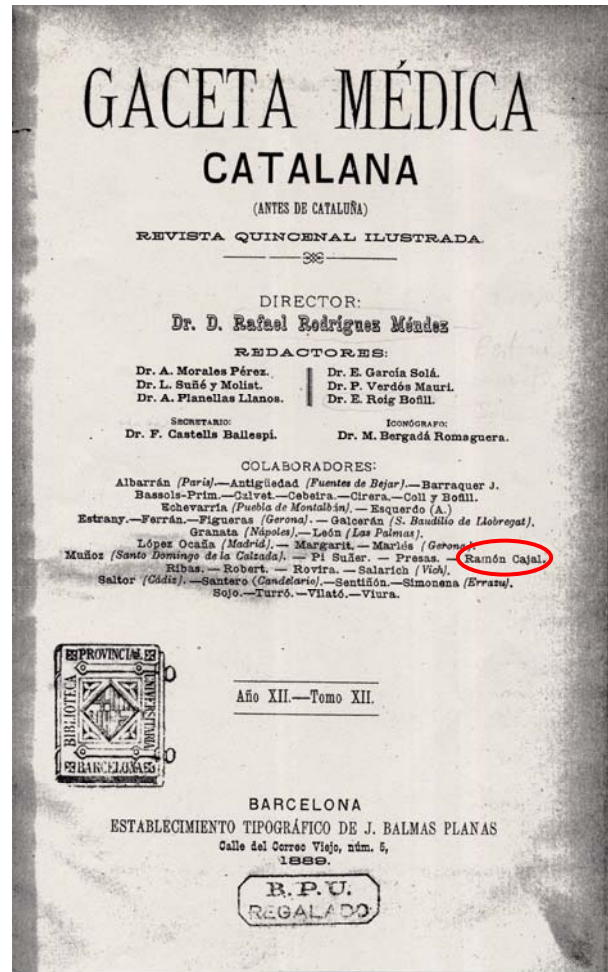 GACETA MÉDICA
CATALANA
(ANTES DE CATALUÑA)
REVISTA QUINCENAL ILUSTRADA.
DIRECTOR:
Dr. D. Rafael Rodríguez Méndez
REDACTORES:
Dr. A. Morales Pérez.
Dr. L. Suñé y Molist.
Dr. A. Planellas Llanos.
Dr. E. García Solá.
Dr. P. Verdós Mauri.
Dr. E. Roig Bofill.
SECRETARIO:
Dr. F. Castells Ballespí.
ICONÓGRAFO:
Dr. M. Bergadá Romaguera.
COLABORADORES:
Albarrán (París).—Antigüedad (Fuentes de Bejar).—Barraquer J.
Bassols-Prim.—Calvet.—Cebeira.—Cirera.—Coll y Bofill.
Echevarria (Puebla de Montalbán).—Esquerdo (A.)
Estrany.—Ferrán.—Figueras (Gerona).—Galcerán (S. Baudilio de Llobregat).
Granata (Nápoles).—León (Las Palmas).
López Ocaña (Madrid).—Margarit.—Marlés (Gerona).
Muñoz (Santo Domingo de la Calzada).—Pi Suñer.—Presas.—Ramón Cajal.
Ribas.—Robert.—Rovira.—Salarich (Vich).
Saltor (Cádiz).—Santero (Candelario).—Sentiñón.—Simonena (Errazu).
Sojo.—Turró.—Vilató.—Viura.
PROVINCIAL
BIBLIOTECA
UNIVERSITARIA
BARCELONA
Año XII.—Tomo XII.
BARCELONA
ESTABLECIMIENTO TIPOGRÁFICO DE J. BALMAS PLANAS
Calle del Correo Viejo, núm. 5,
1889.
B. P. U.
REGALADO